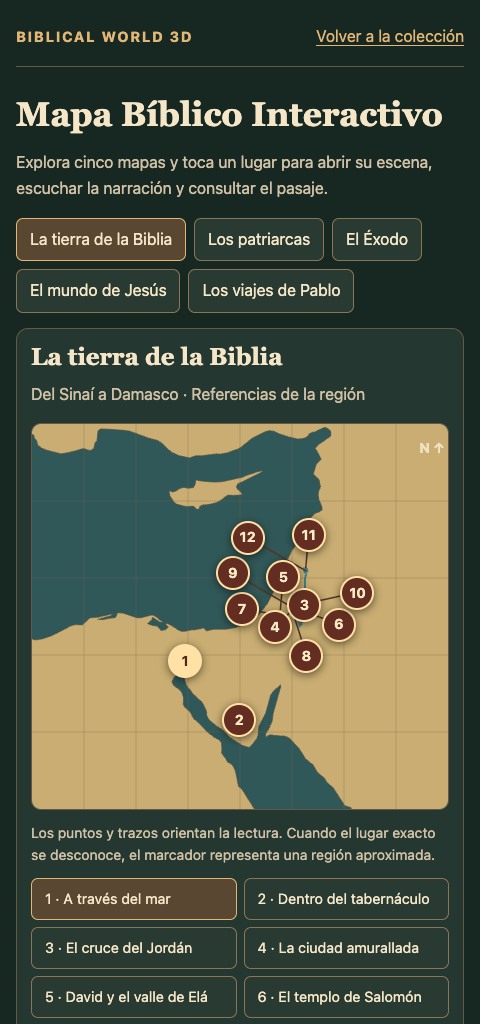 BIBLICAL WORLD 3D
Volver a la colección
Mapa Bíblico Interactivo
Explora cinco mapas y toca un lugar para abrir su escena,
escuchar la narración y consultar el pasaje.
La tierra de la Biblia
Los patriarcas
El Éxodo
El mundo de Jesús
Los viajes de Pablo
La tierra de la Biblia
Del Sinaí a Damasco · Referencias de la región
N ↑
12
11
9
5
10
7
3
4
6
8
1
2
Los puntos y trazos orientan la lectura. Cuando el lugar exacto
se desconoce, el marcador representa una región aproximada.
1 · A través del mar
2 · Dentro del tabernáculo
3 · El cruce del Jordán
4 · La ciudad amurallada
5 · David y el valle de Elá
6 · El templo de Salomón